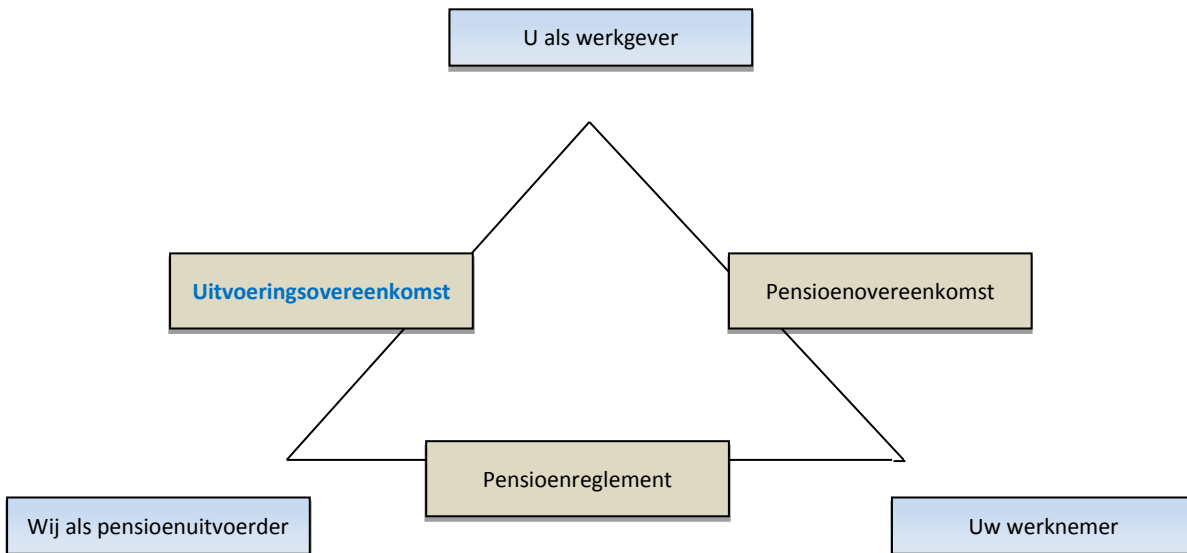 U als werkgever
Uitvoeringsovereenkomst
Pensioenovereenkomst
Pensioenreglement
Wij als pensioenuitvoerder
Uw werknemer